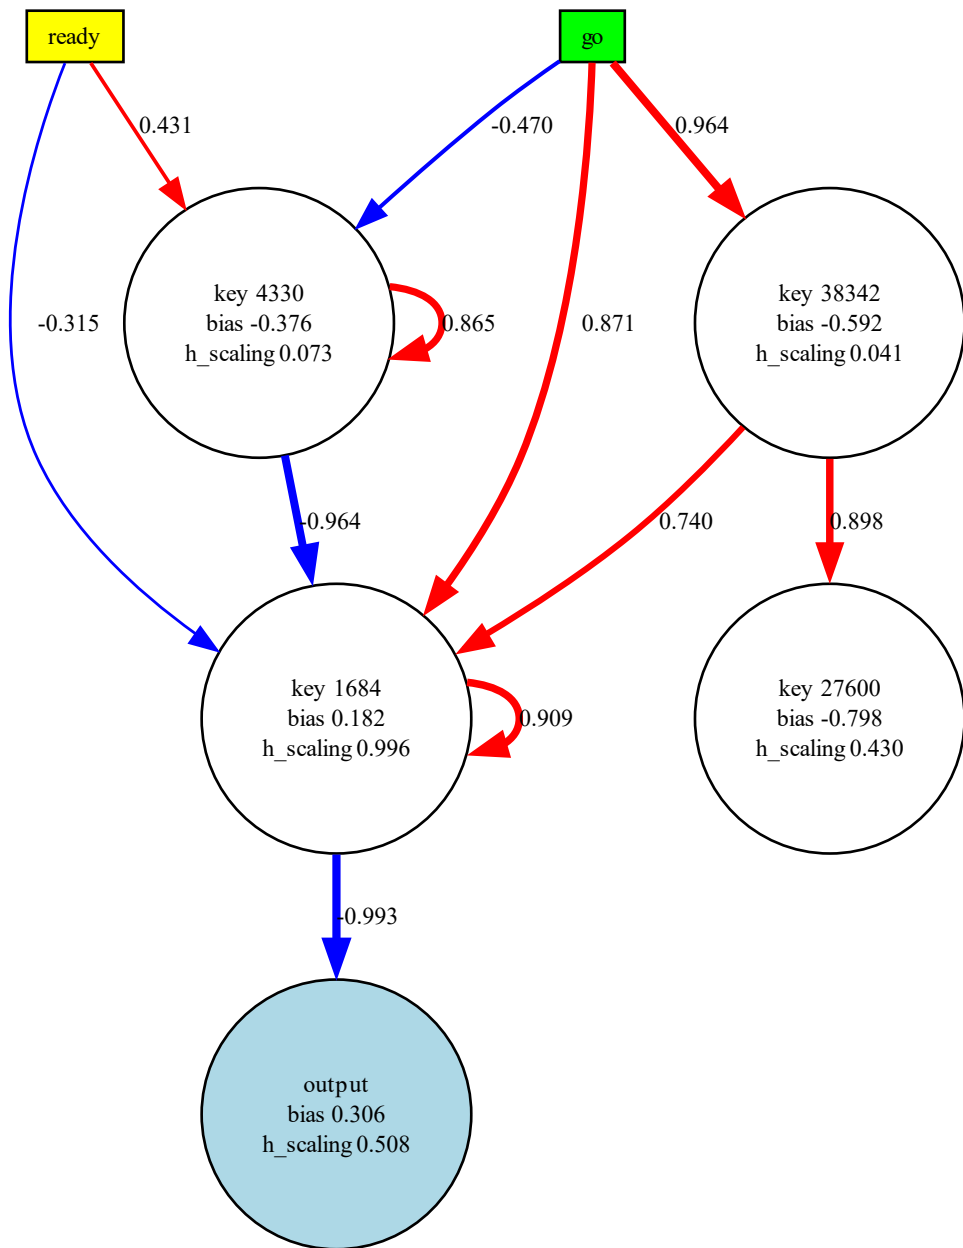 ready
go
0.431
-0.470
0.964
key 4330
bias -0.376
h_scaling 0.073
key 38342
bias -0.592
h_scaling 0.041
-0.315
0.865
0.871
-0.964
0.740
0.898
key 1684
bias 0.182
h_scaling 0.996
0.909
key 27600
bias -0.798
h_scaling 0.430
-0.993
output
bias 0.306
h_scaling 0.508